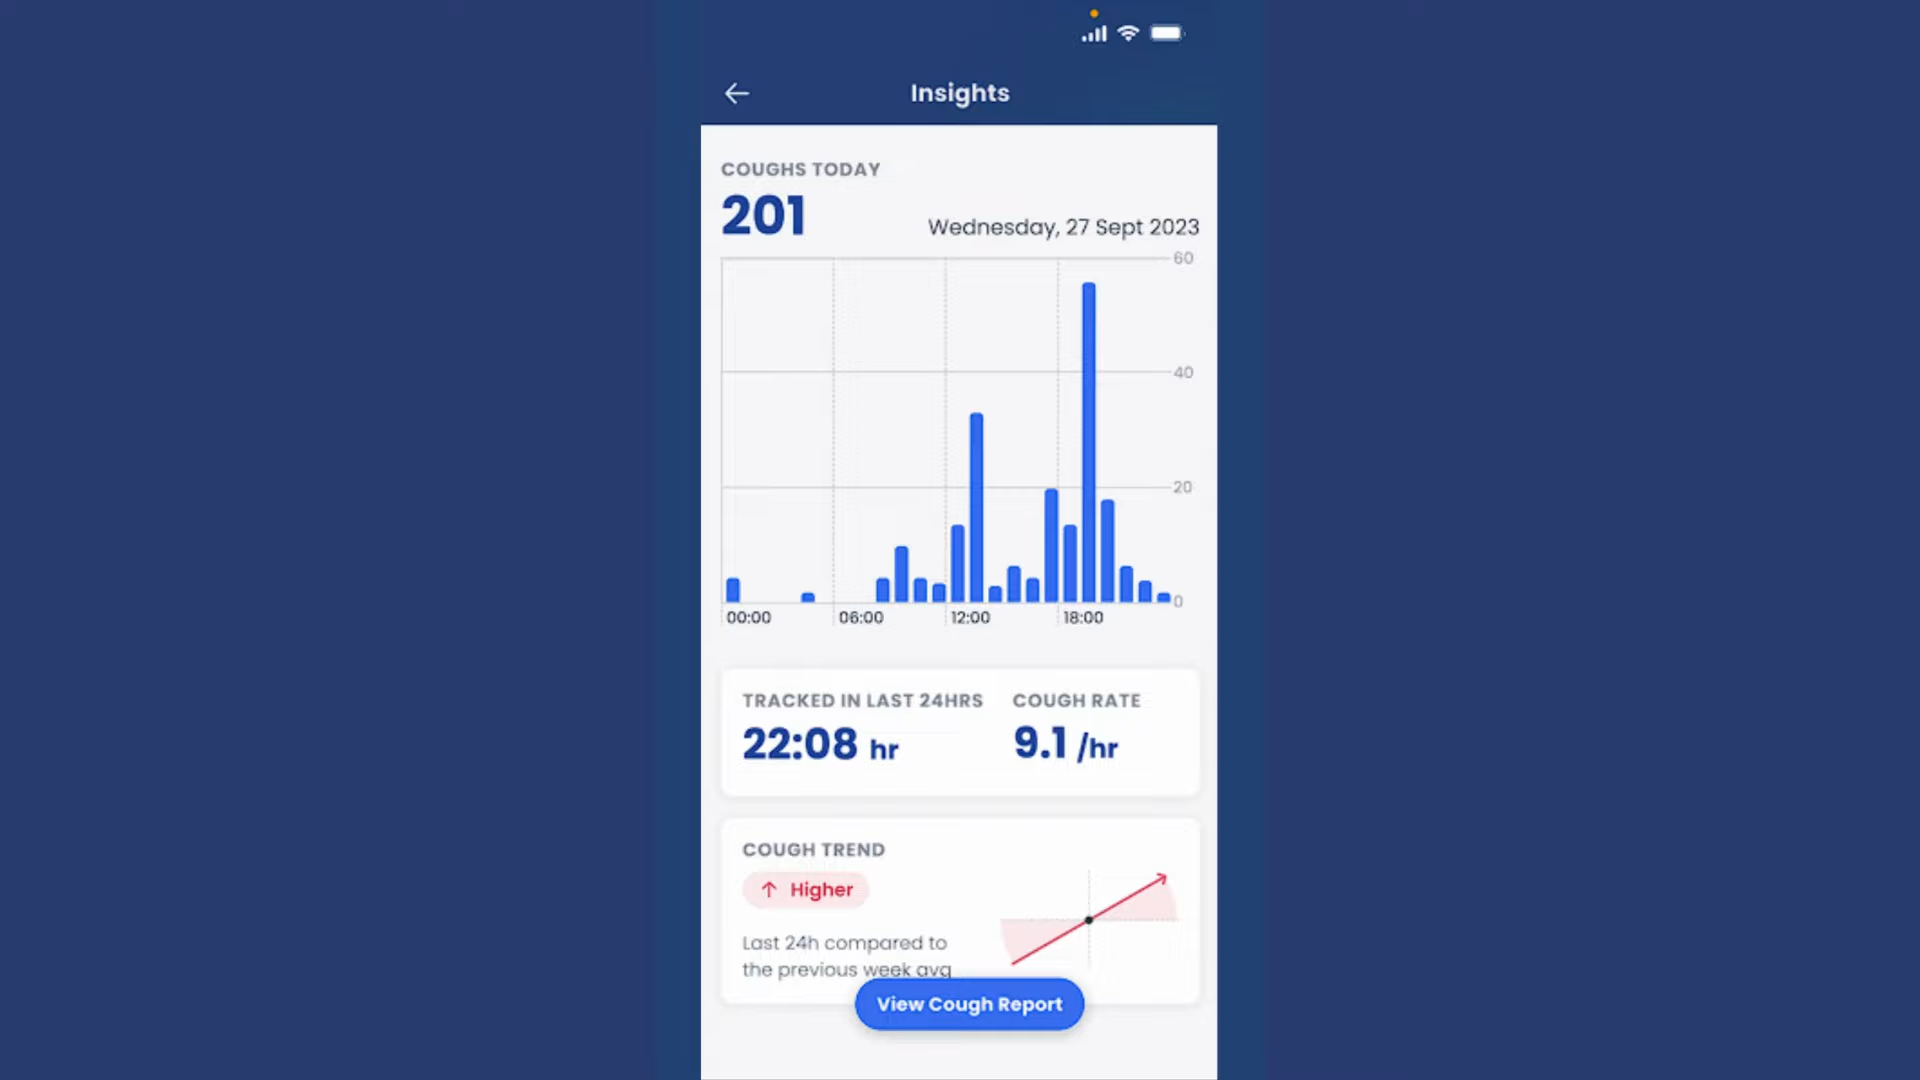 Insights
COUGHS TODAY
201
Wednesday, 27 Sept 2023
60
40
20
0
00:00 06:00 12:00 18:00
TRACKED IN LAST 24HRS COUGH RATE
22:08 hr 9.1 /hr
COUGH TREND
Higher
Last 24h compared to
the previous week avg
View Cough Report